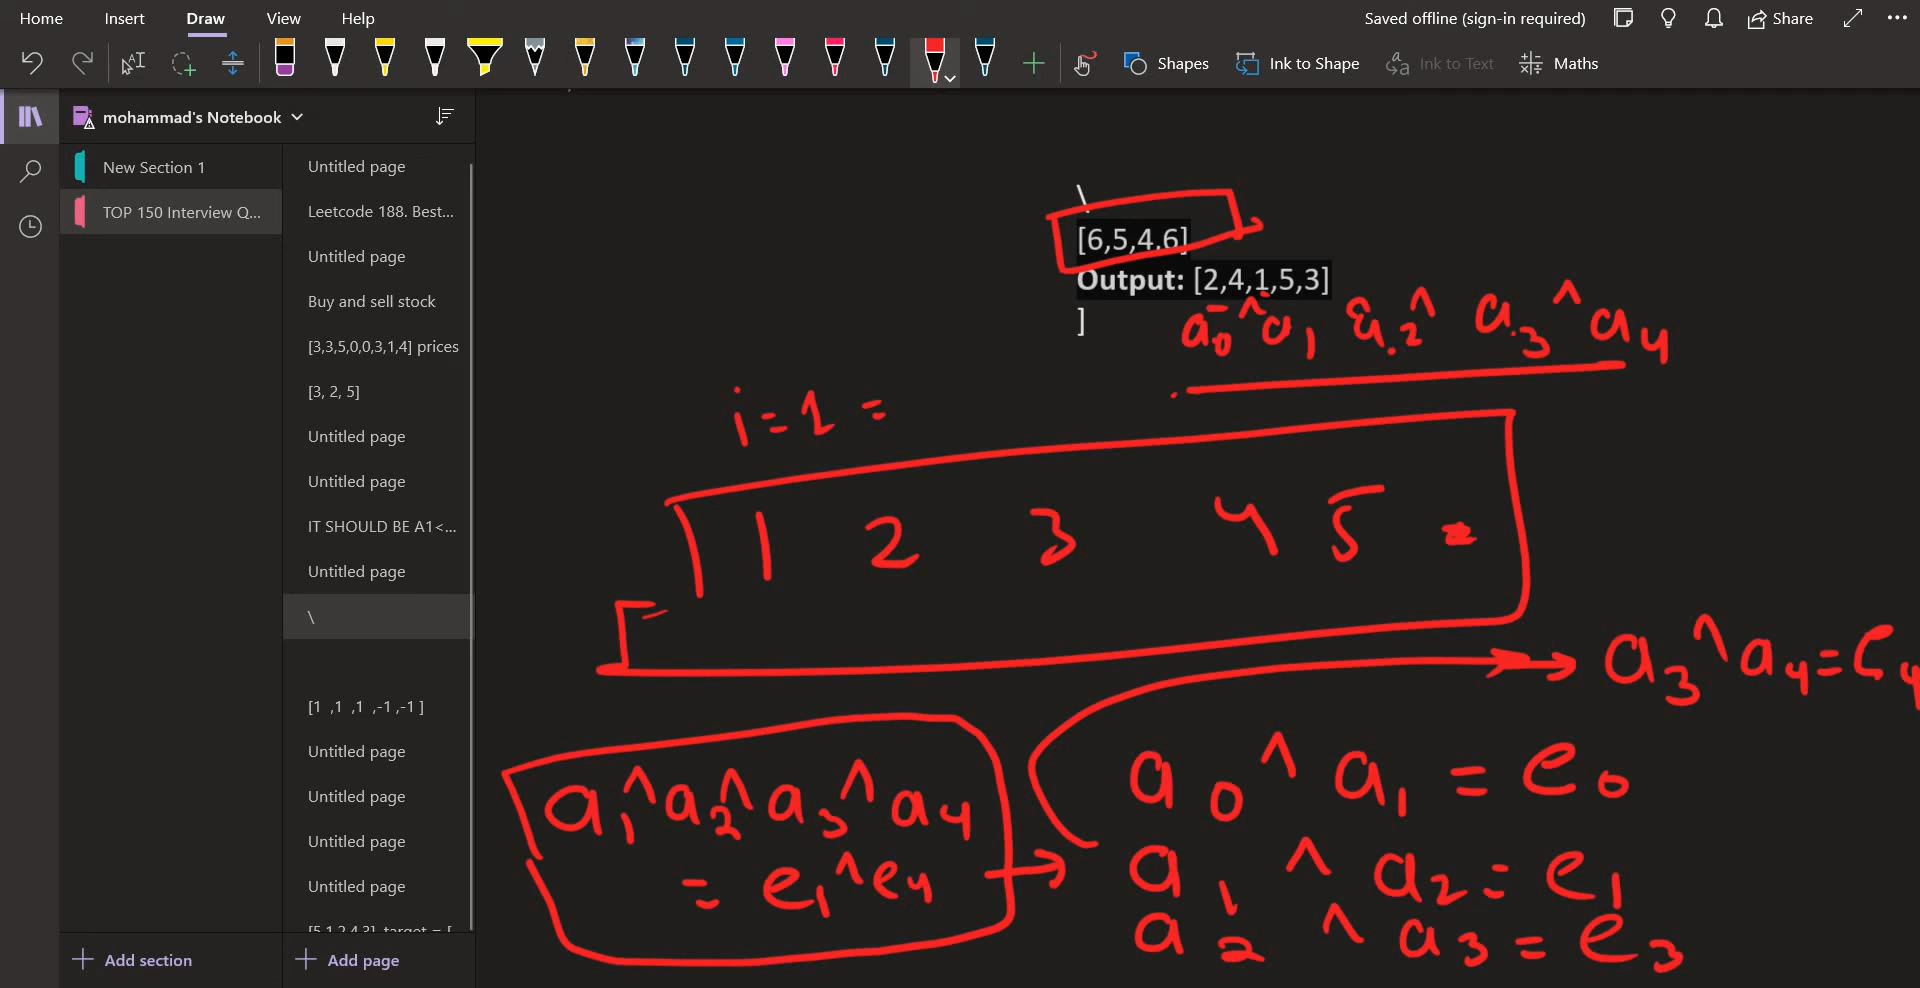 Home Insert Draw View Help
Saved offline (sign-in required) Share
Ink to Text
Shapes Ink to Shape Maths
mohammad's Notebook
New Section 1
TOP 150 Interview Q...
Untitled page
Leetcode 188. Best...
Untitled page
Buy and sell stock
[3,3,5,0,0,3,1,4] prices
[3, 2, 5]
Untitled page
Untitled page
IT SHOULD BE A1<...
Untitled page
\
[1 ,1 ,1 ,-1 ,-1 ]
Untitled page
Untitled page
Untitled page
Untitled page
[5,1,2,4,3], target = [
Add section
Add page
\
[6,5,4.6]
Output: [2,4,1,5,3]
]
a0^a1 a2^ a3^a4
i=1 =
1 2 3 4 5
a3^a4=e4
a1^a2^a3^a4
= e1^e4
a0^a1 = e0
a1 ^ a2 = e1
a2 ^ a3 = e3